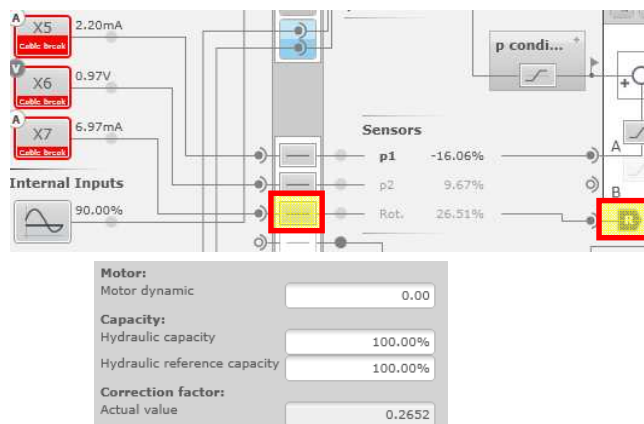 A
X5
2.20mA
Cable break
V
X6
0.97V
Cable break
A
X7
6.97mA
Cable break
Internal Inputs
90.00%
p condi...
+
Sensors
p1 -16.06%
p2 9.67%
Rot. 26.51%
+
A
B
Motor:
Motor dynamic 0.00
Capacity:
Hydraulic capacity 100.00%
Hydraulic reference capacity 100.00%
Correction factor:
Actual value 0.2652